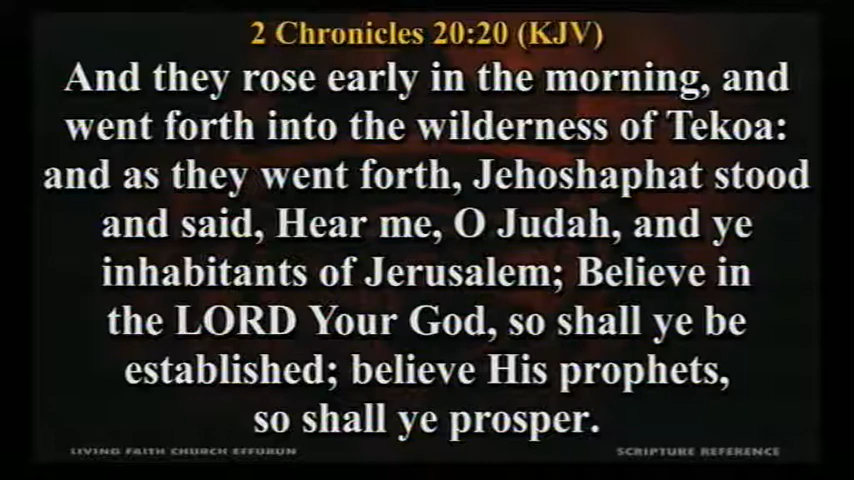 2 Chronicles 20:20 (KJV)
And they rose early in the morning, and
went forth into the wilderness of Tekoa:
and as they went forth, Jehoshaphat stood
and said, Hear me, O Judah, and ye
inhabitants of Jerusalem; Believe in
the LORD Your God, so shall ye be
established; believe His prophets,
so shall ye prosper.
LIVING FAITH CHURCH EFFURUN
SCRIPTURE REFERENCE